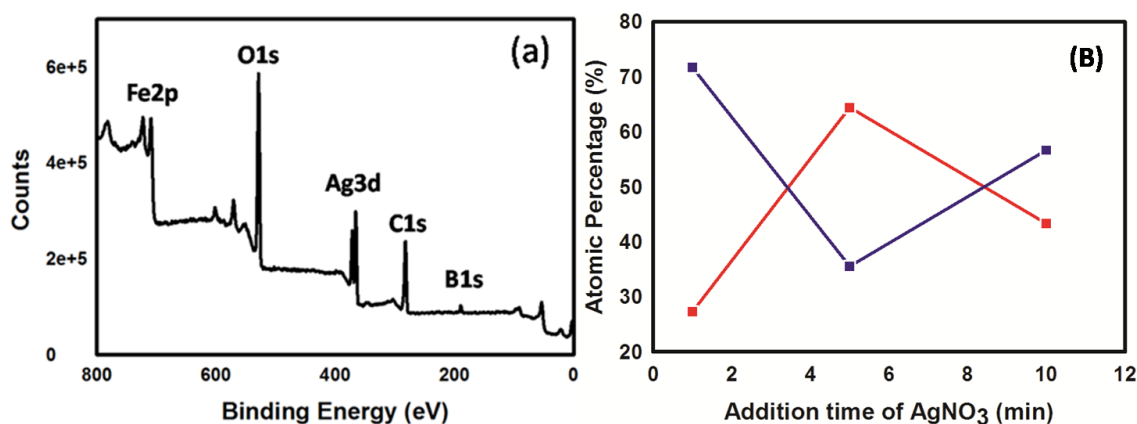 (a)
O1s
Fe2p
Ag3d
C1s
B1s
Counts
6e+5
4e+5
2e+5
0
800
600
400
200
0
Binding Energy (eV)
(B)
Atomic Percentage (%)
80
70
60
50
40
30
20
0
2
4
6
8
10
12
Addition time of AgNO₃ (min)